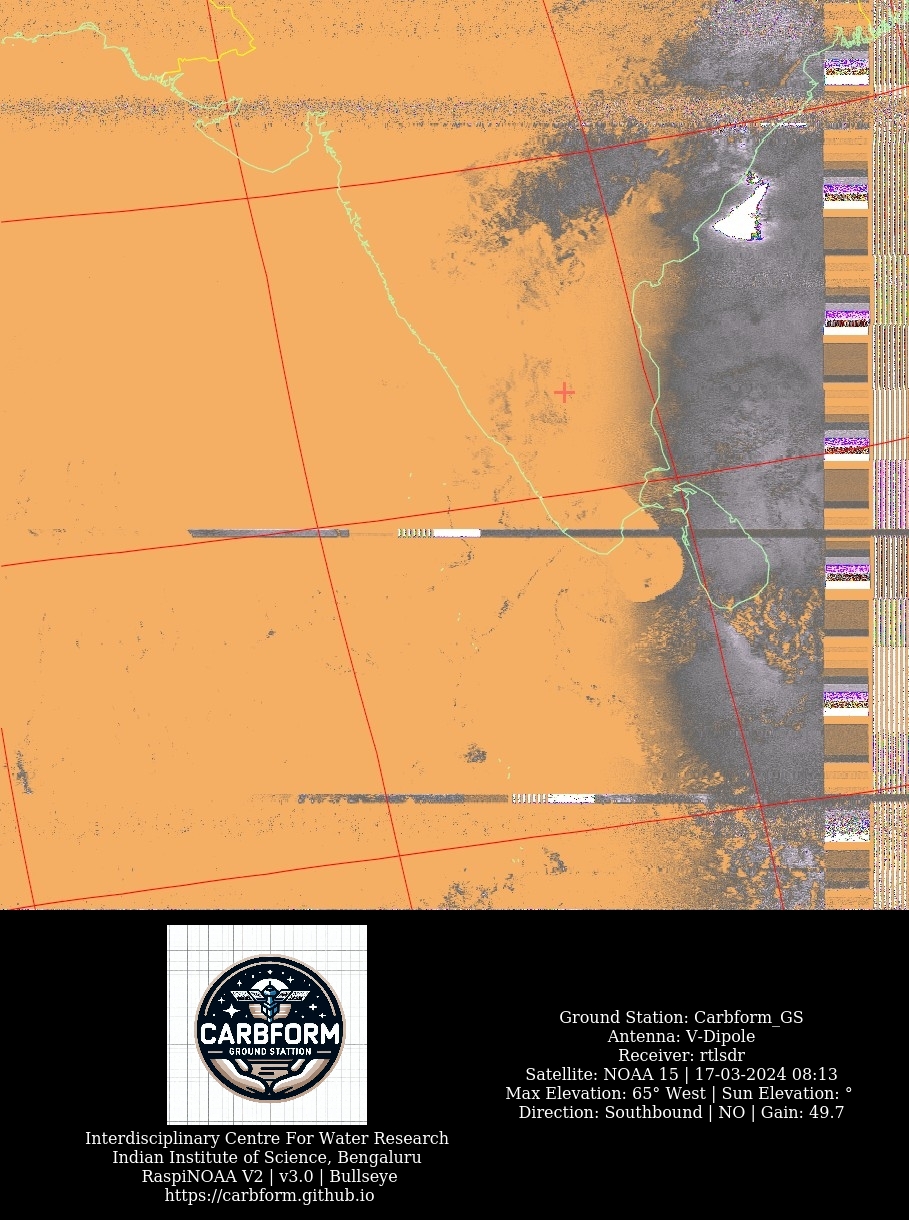 CARBFORM
GROUND STATTION
Interdisciplinary Centre For Water Research
Indian Institute of Science, Bengaluru
RaspiNOAA V2 | v3.0 | Bullseye
https://carbform.github.io
Ground Station: Carbform_GS
Antenna: V-Dipole
Receiver: rtlsdr
Satellite: NOAA 15 | 17-03-2024 08:13
Max Elevation: 65° West | Sun Elevation: °
Direction: Southbound | NO | Gain: 49.7